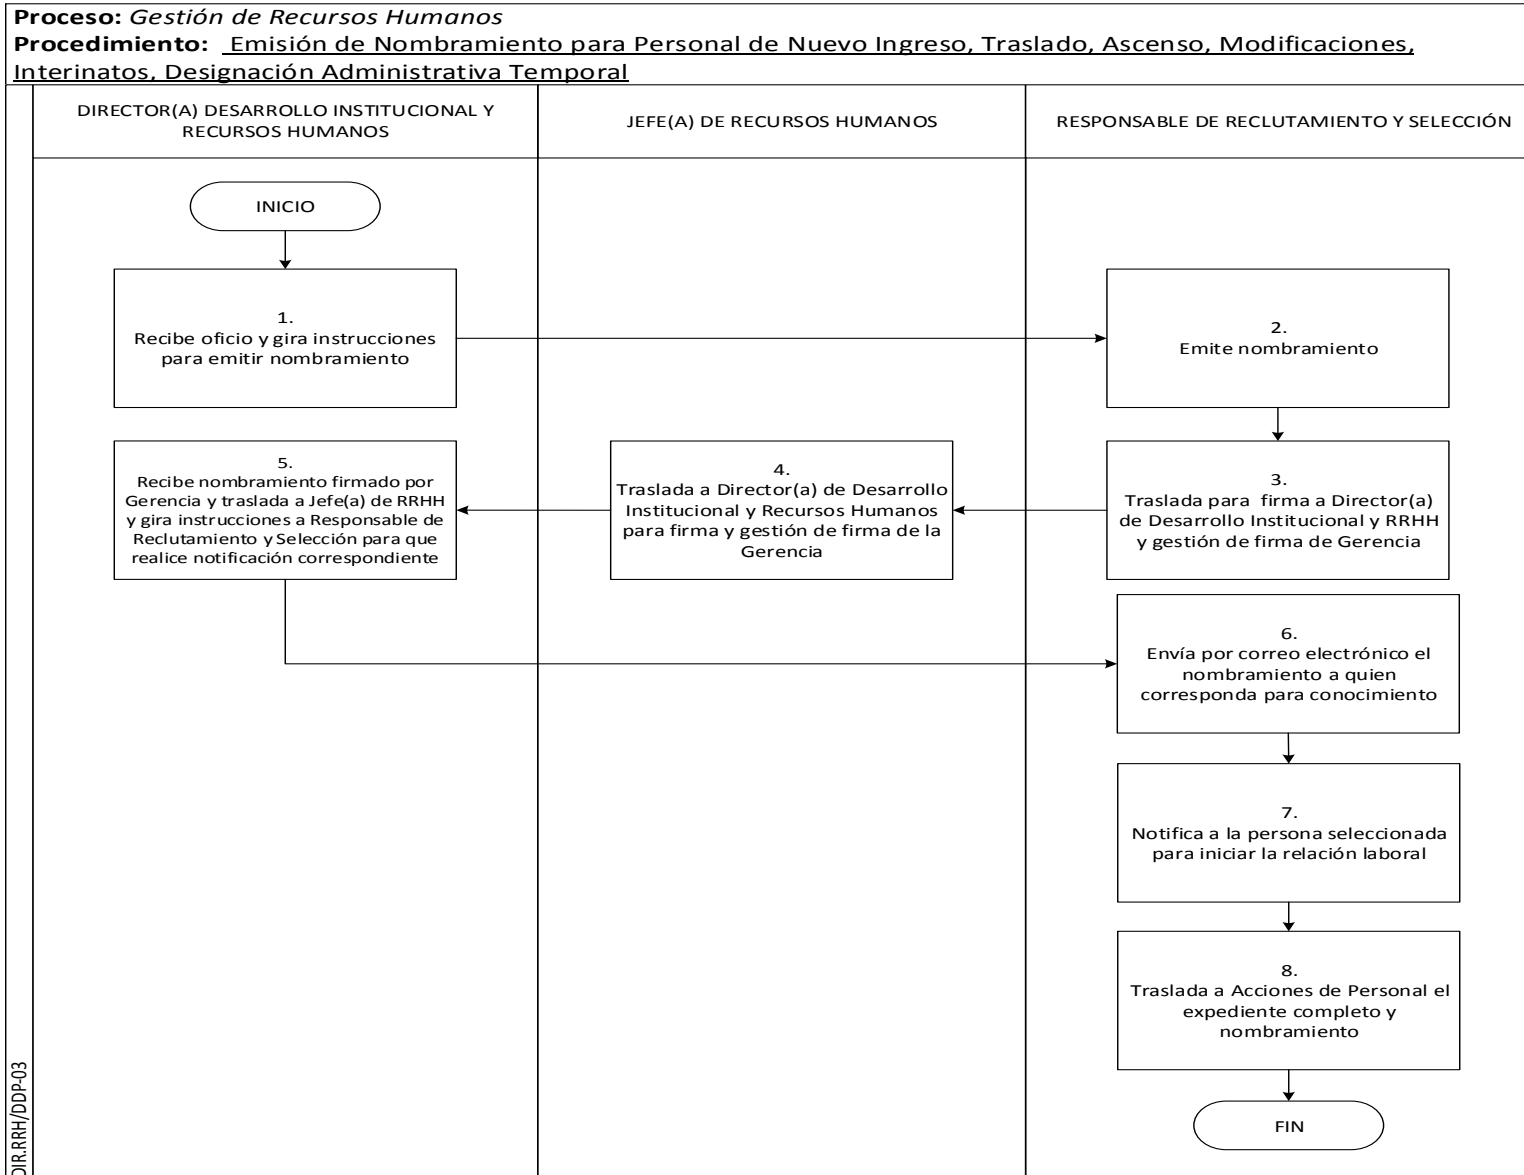 Proceso: Gestión de Recursos Humanos
Procedimiento: Emisión de Nombramiento para Personal de Nuevo Ingreso, Traslado, Ascenso, Modificaciones,
Interinatos, Designación Administrativa Temporal
DIRECTOR(A) DESARROLLO INSTITUCIONAL Y
RECURSOS HUMANOS
JEFE(A) DE RECURSOS HUMANOS
RESPONSABLE DE RECLUTAMIENTO Y SELECCIÓN
INICIO
1.
Recibe oficio y gira instrucciones
para emitir nombramiento
2.
Emite nombramiento
3.
Traslada para firma a Director(a)
de Desarrollo Institucional y RRHH
y gestión de firma de Gerencia
4.
Traslada a Director(a) de Desarrollo
Institucional y Recursos Humanos
para firma y gestión de firma de la
Gerencia
5.
Recibe nombramiento firmado por
Gerencia y traslada a Jefe(a) de RRHH
y gira instrucciones a Responsable de
Reclutamiento y Selección para que
realice notificación correspondiente
6.
Envía por correo electrónico el
nombramiento a quien
corresponda para conocimiento
7.
Notifica a la persona seleccionada
para iniciar la relación laboral
8.
Traslada a Acciones de Personal el
expediente completo y
nombramiento
FIN
DIR.RRH/DDP-03